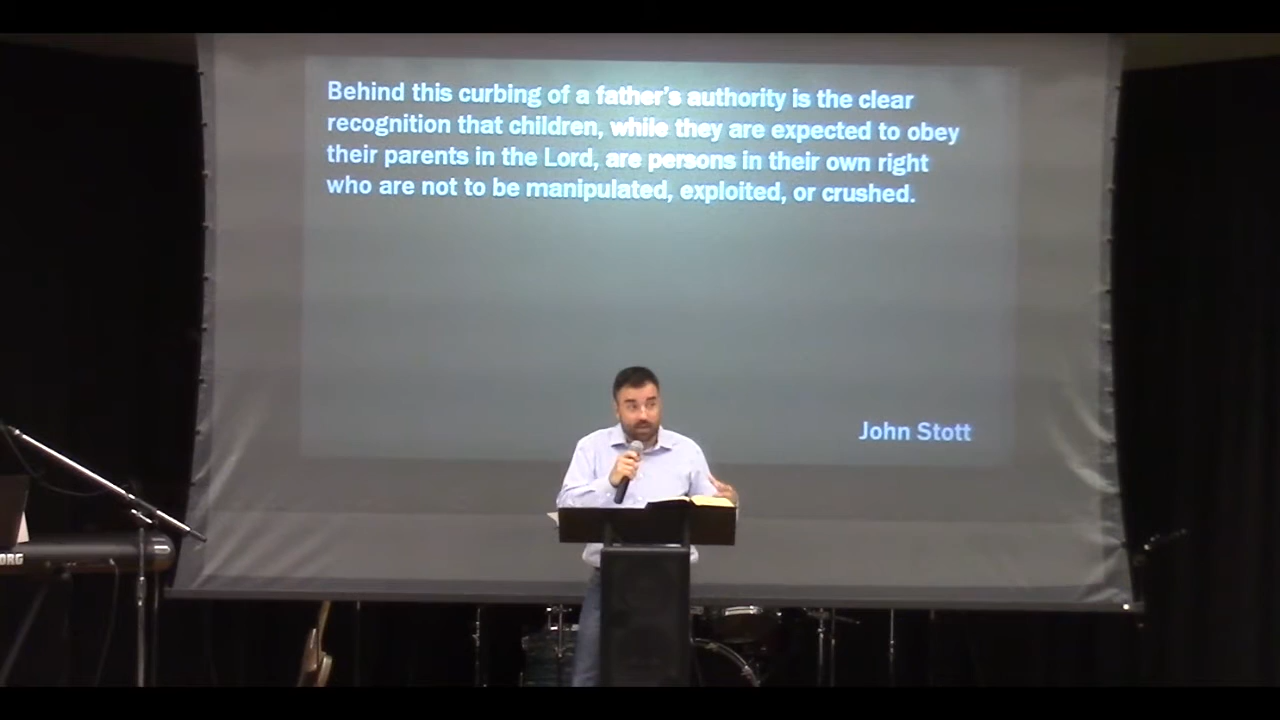 Behind this curbing of a father's authority is the clear
recognition that children, while they are expected to obey
their parents in the Lord, are persons in their own right
who are not to be manipulated, exploited, or crushed.
John Stott
ORG